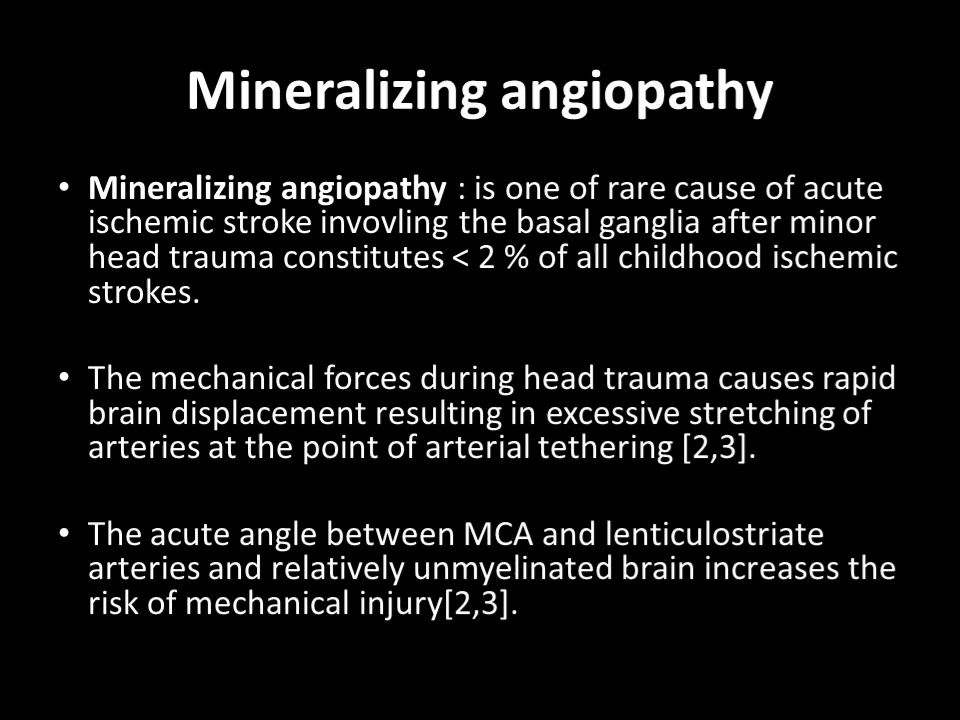 Mineralizing angiopathy
• Mineralizing angiopathy : is one of rare cause of acute
ischemic stroke invovling the basal ganglia after minor
head trauma constitutes < 2 % of all childhood ischemic
strokes.
• The mechanical forces during head trauma causes rapid
brain displacement resulting in excessive stretching of
arteries at the point of arterial tethering [2,3].
• The acute angle between MCA and lenticulostriate
arteries and relatively unmyelinated brain increases the
risk of mechanical injury[2,3].